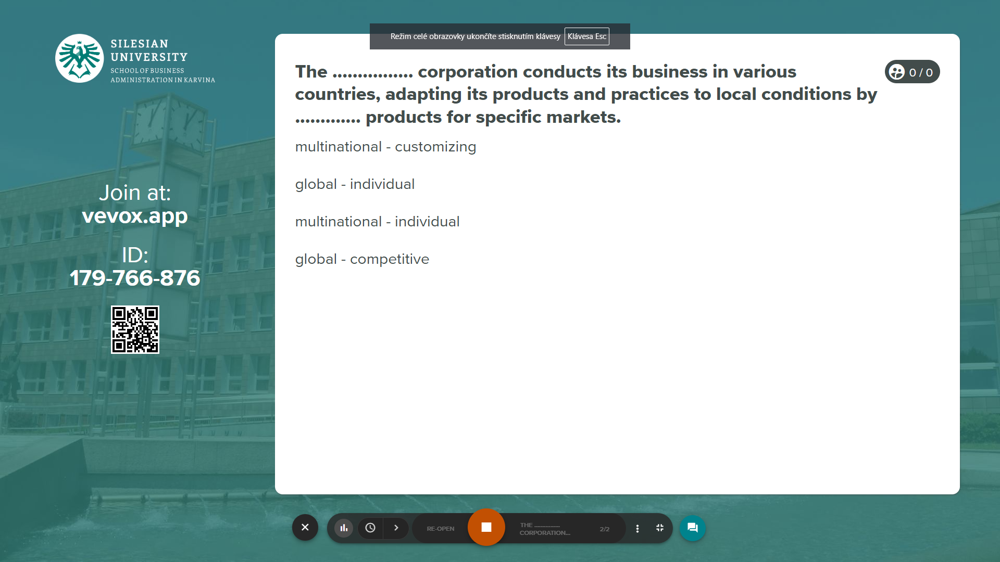 SILESIAN
UNIVERSITY
SCHOOL OF BUSINESS
ADMINISTRATION IN KARVINA
Join at:
vevox.app
ID:
179-766-876
Režim celé obrazovky ukončíte stisknutím klávesy Klávesa Esc
The ................ corporation conducts its business in various
countries, adapting its products and practices to local conditions by
............. products for specific markets.
0 / 0
multinational - customizing
global - individual
multinational - individual
global - competitive
RE-OPEN
THE ................
CORPORATION...
2/2